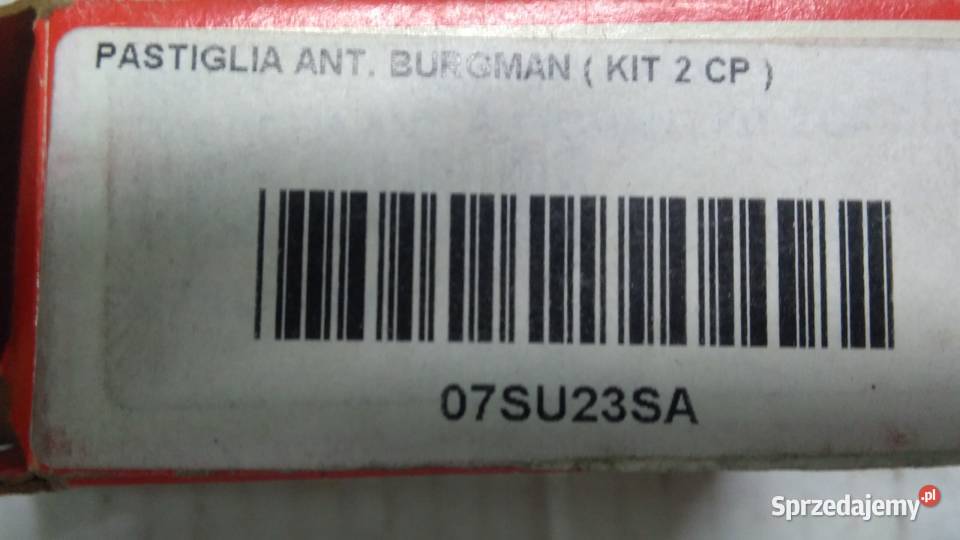 PASTIGLIA ANT. BURGMAN ( KIT 2 CP )
07SU23SA
Sprzedajemy.pl